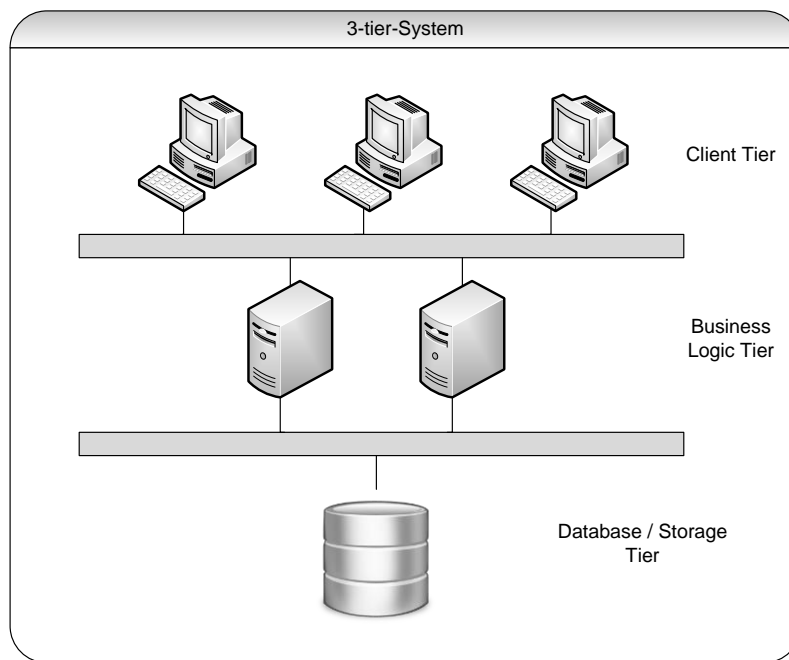 3-tier-System
Client Tier
Business
Logic Tier
Database / Storage
Tier